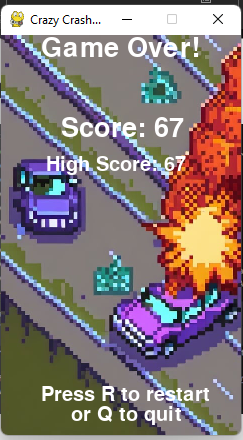 Crazy Crash...
Game Over!
Score: 67
High Score: 67
Press R to restart
or Q to quit